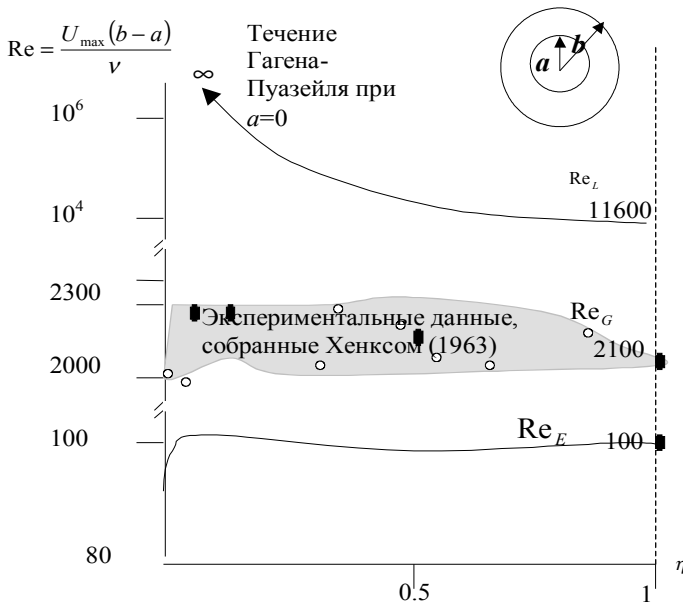 Re = U_max (b − a) / ν
Течение
Гагена-
Пуазейля при
a=0
∞
a
b
10^6
10^4
Re_L
11600
2300
2000
Экспериментальные данные,
собранные Хенксом (1963)
Re_G
2100
100
Re_E
100
80
0.5
1
η